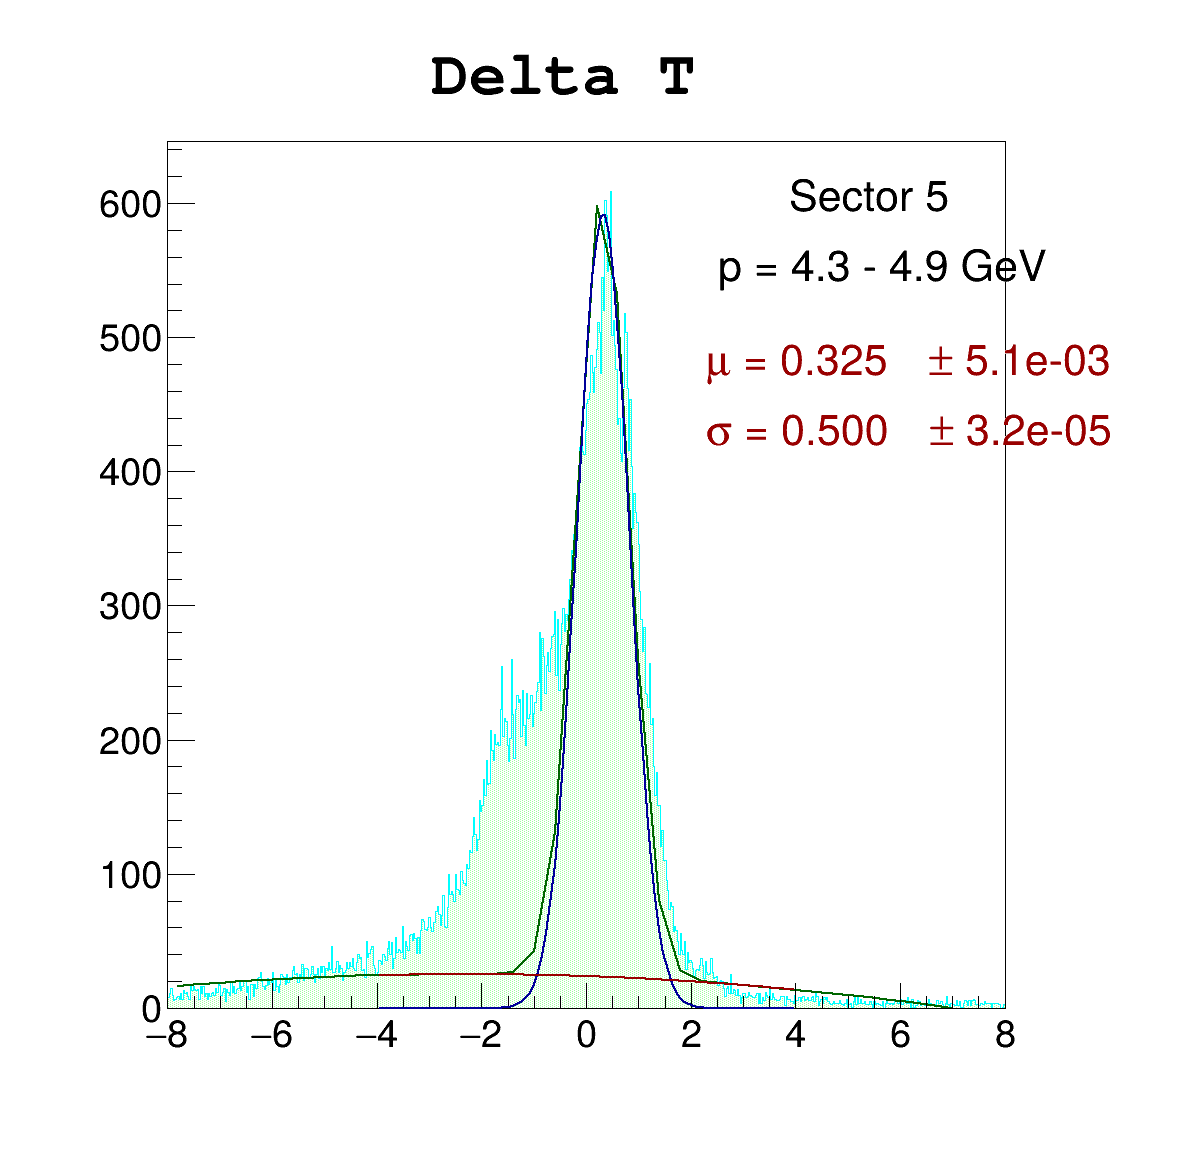 Delta T
Sector 5
p = 4.3 - 4.9 GeV
μ = 0.325 ± 5.1e-03
σ = 0.500 ± 3.2e-05
600
500
400
300
200
100
0
−8 −6 −4 −2 0 2 4 6 8